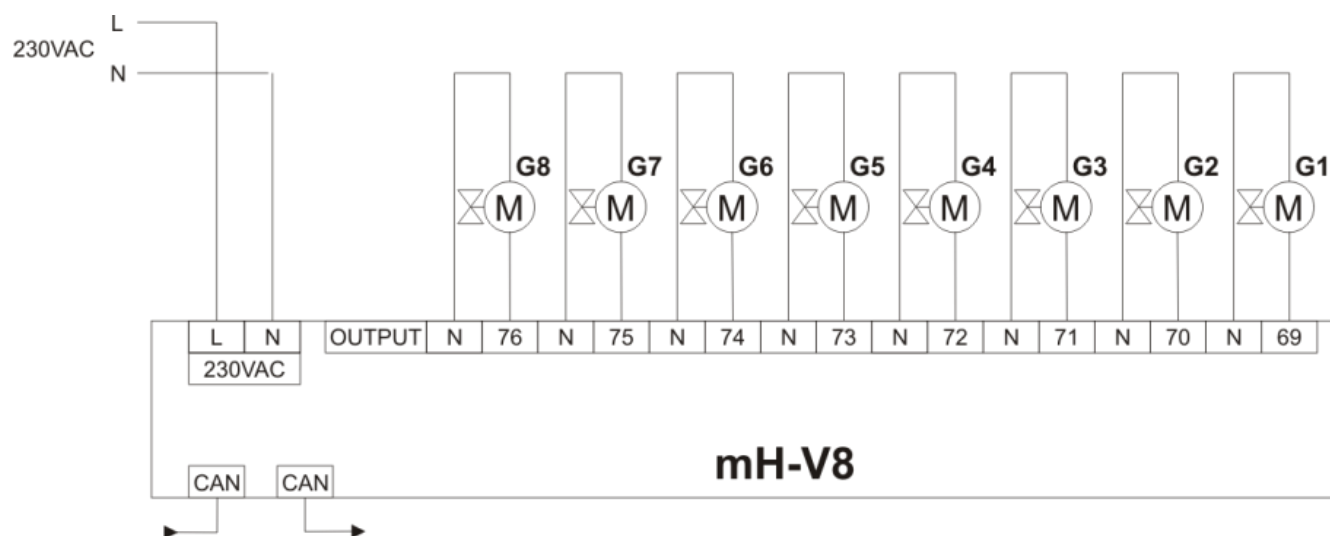 L
230VAC
N
G8 G7 G6 G5 G4 G3 G2 G1
M M M M M M M M
L N OUTPUT N 76 N 75 N 74 N 73 N 72 N 71 N 70 N 69
230VAC
mH-V8
CAN CAN